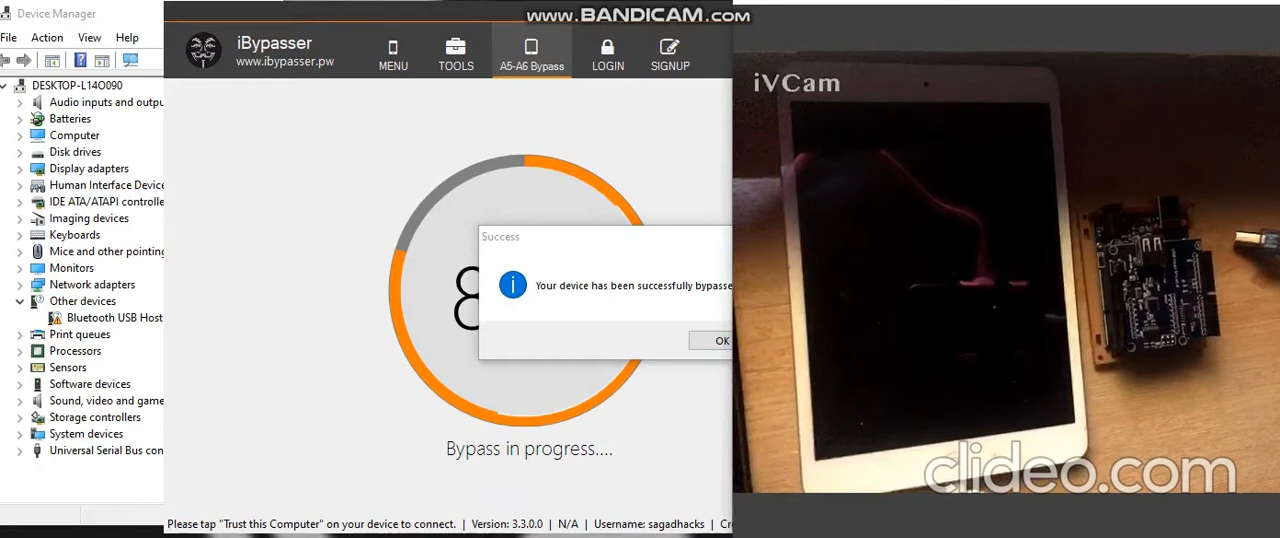 Device Manager
File Action View Help
DESKTOP-L14O090
Audio inputs and outpu
Batteries
Computer
Disk drives
Display adapters
Human Interface Device
IDE ATA/ATAPI controlle
Imaging devices
Keyboards
Mice and other pointing
Monitors
Network adapters
Other devices
Bluetooth USB Host
Print queues
Processors
Sensors
Software devices
Sound, video and game
Storage controllers
System devices
Universal Serial Bus con
www.BANDICAM.com
iBypasser
www.ibypasser.pw
MENU
TOOLS
A5-A6 Bypass
LOGIN
SIGNUP
8
Success
Your device has been successfully bypasse
OK
Bypass in progress....
Please tap "Trust this Computer" on your device to connect. | Version: 3.3.0.0 | N/A | Username: sagadhacks | Cr
iVCam
clideo.com